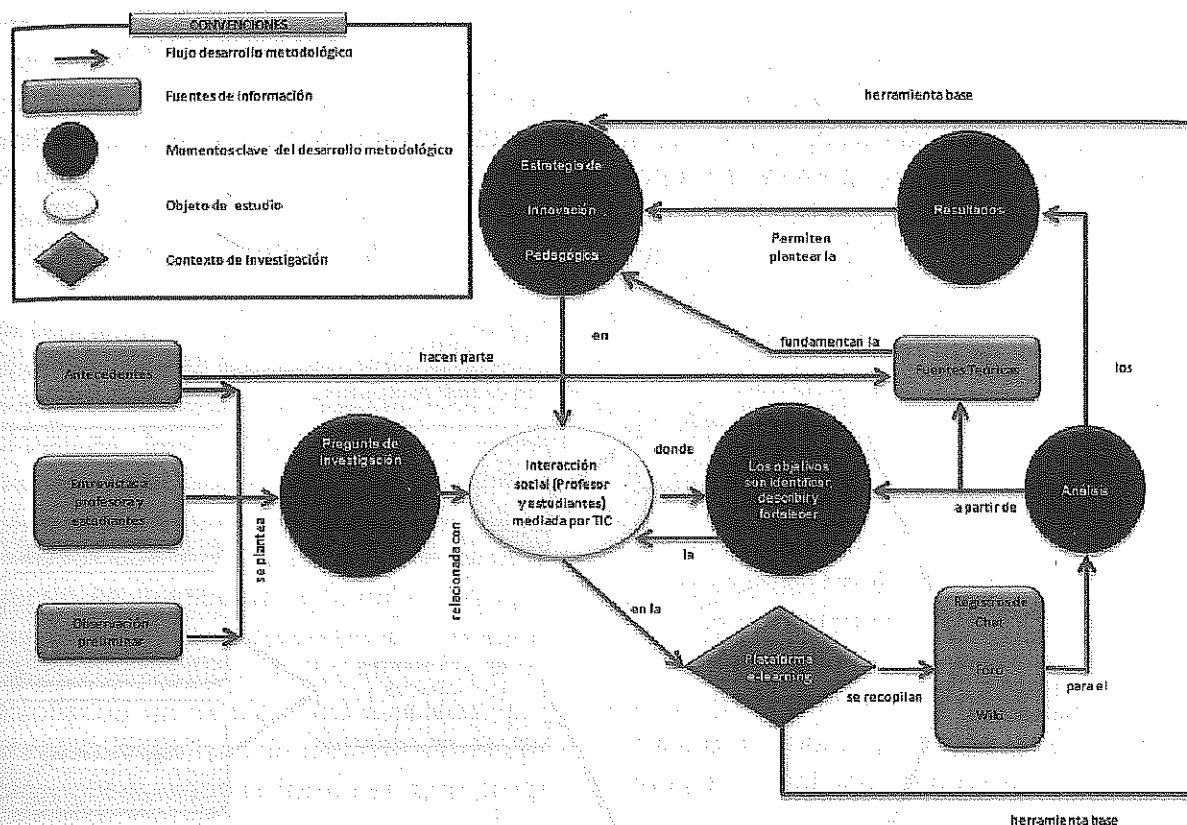 CONVENCIONES
Flujo desarrollo metodológico
Fuentes de información
Momentos clave del desarrollo metodológico
Objeto de estudio
Contexto de Investigación
herramienta base
Estrategia de
Innovación
Pedagógica
Resultados
Permiten
plantear la
en
fundamentan la
Antecedentes
hacen parte
Fuentes Teóricas
los
Pregunta de
Investigación
Entrevistas a
profesoras y
estudiantes
se plantea
relacionada con
Interacción
social (Profesor
y estudiantes)
mediada por TIC
donde
la
Los objetivos
son identificar,
describir y
fortalecer
a partir de
Análisis
Observación
preliminar
en la
Plataforma
e-learning
se recopilan
Registros de
Chat
Foro
Wiki
para el
herramienta base